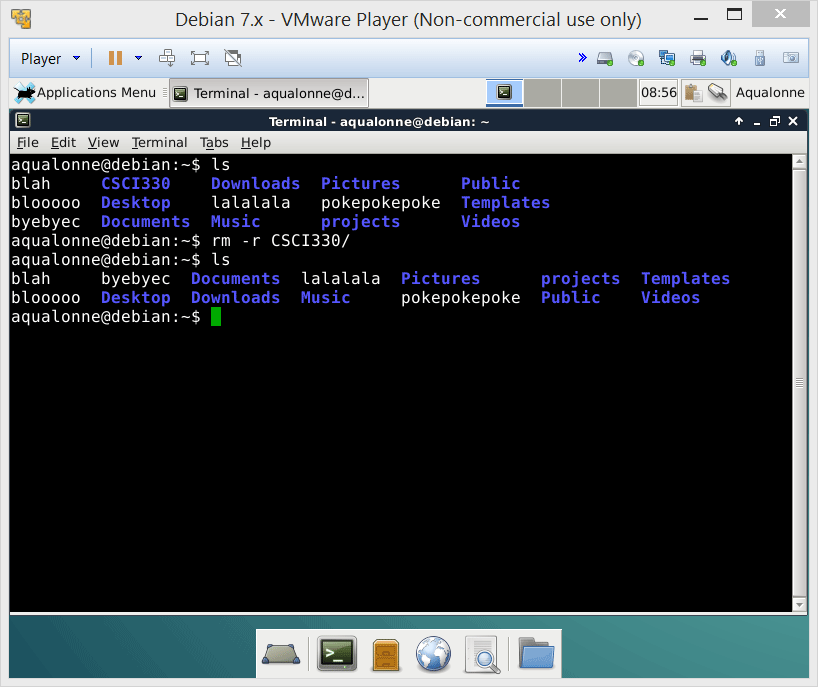 Debian 7.x - VMware Player (Non-commercial use only)
Player
Applications Menu Terminal - aqualonne@d... 08:56 Aqualonne
Terminal - aqualonne@debian: ~
File Edit View Terminal Tabs Help
aqualonne@debian:~$ ls
blah CSCI330 Downloads Pictures Public
blooooo Desktop lalalala pokepokepoke Templates
byebyec Documents Music projects Videos
aqualonne@debian:~$ rm -r CSCI330/
aqualonne@debian:~$ ls
blah byebyec Documents lalalala Pictures projects Templates
blooooo Desktop Downloads Music pokepokepoke Public Videos
aqualonne@debian:~$